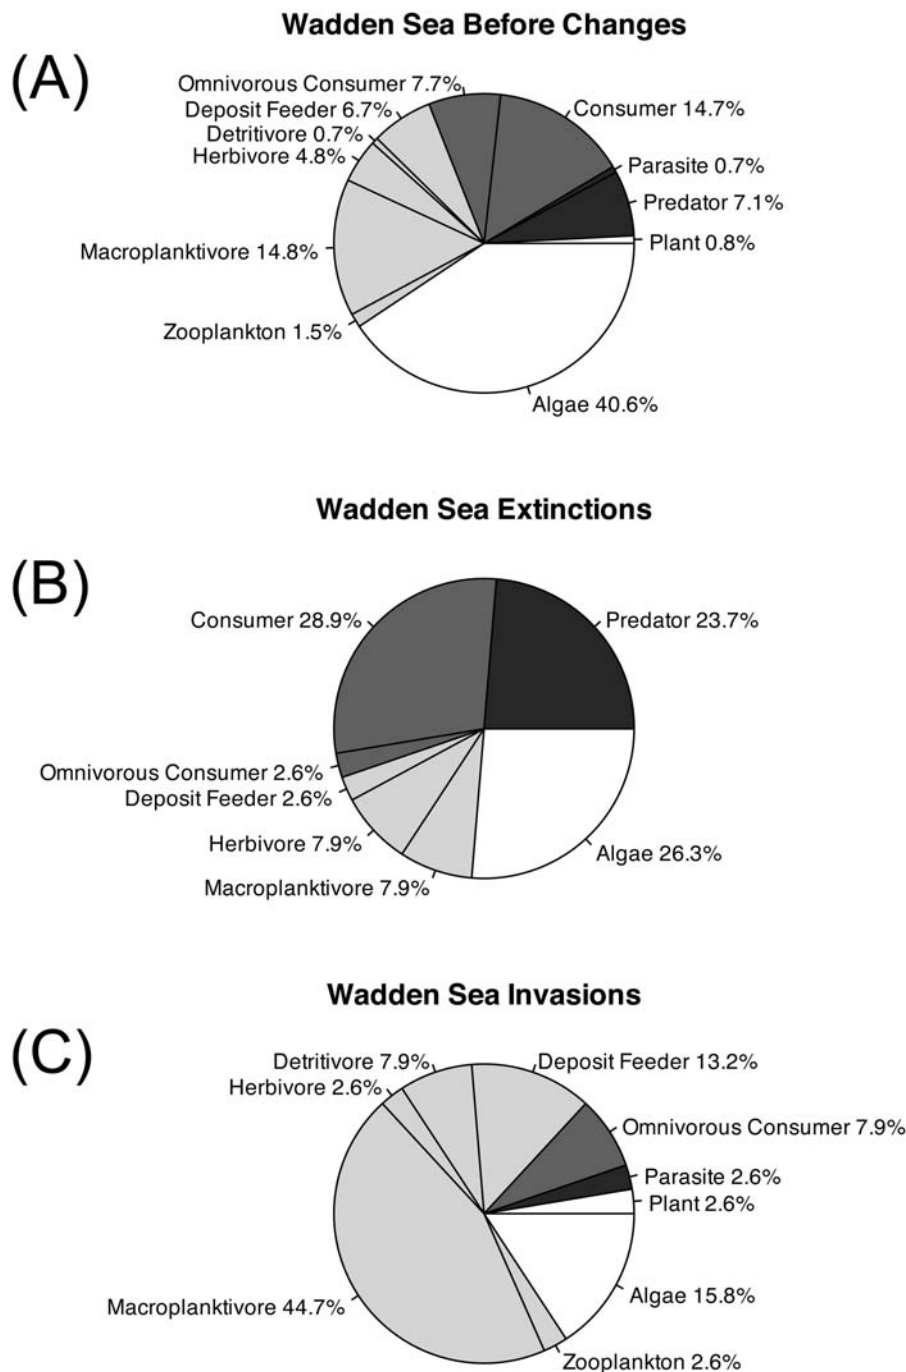 Wadden Sea Before Changes
(A)
Omnivorous Consumer 7.7%
Deposit Feeder 6.7%
Detritivore 0.7%
Herbivore 4.8%
Macroplanktivore 14.8%
Zooplankton 1.5%
Consumer 14.7%
Parasite 0.7%
Predator 7.1%
Plant 0.8%
Algae 40.6%
Wadden Sea Extinctions
(B)
Consumer 28.9%
Predator 23.7%
Omnivorous Consumer 2.6%
Deposit Feeder 2.6%
Herbivore 7.9%
Macroplanktivore 7.9%
Algae 26.3%
Wadden Sea Invasions
(C)
Detritivore 7.9%
Herbivore 2.6%
Deposit Feeder 13.2%
Omnivorous Consumer 7.9%
Parasite 2.6%
Plant 2.6%
Macroplanktivore 44.7%
Algae 15.8%
Zooplankton 2.6%